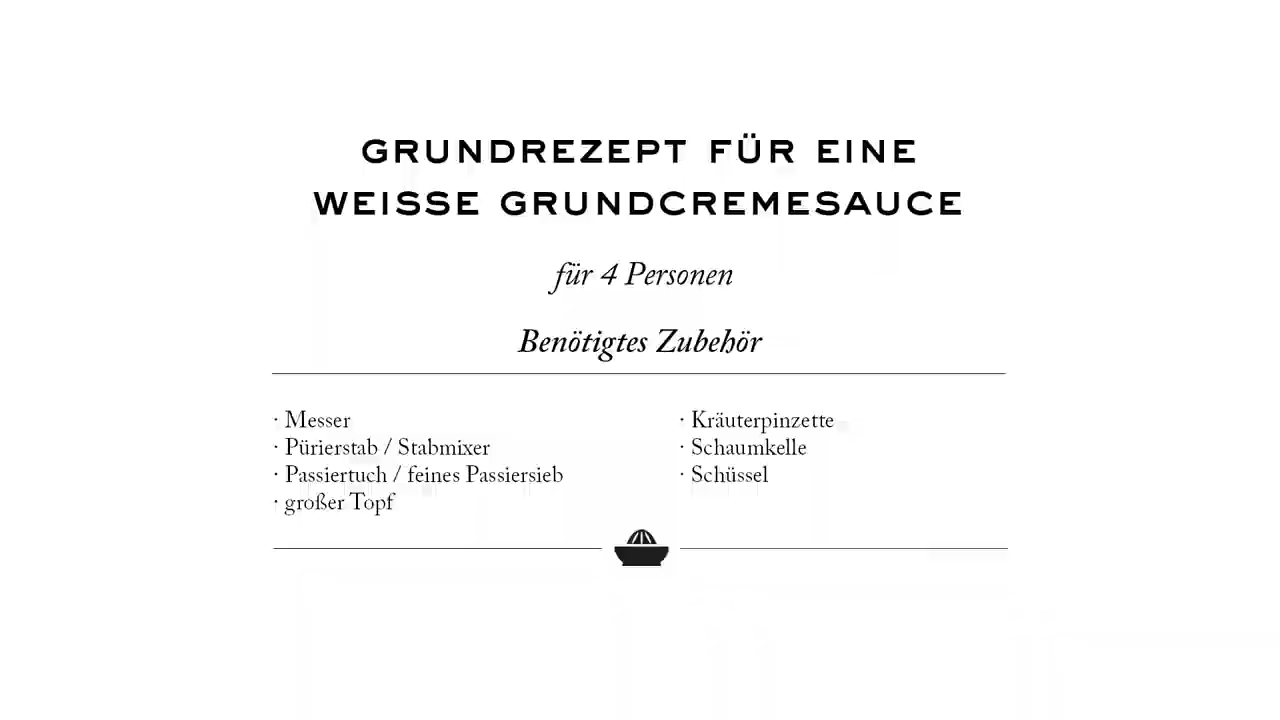 GRUNDREZEPT FÜR EINE
WEISSE GRUNDCREMESAUCE
für 4 Personen
Benötigtes Zubehör
· Messer
· Pürierstab / Stabmixer
· Passiertuch / feines Passiersieb
· großer Topf
· Kräuterpinzette
· Schaumkelle
· Schüssel